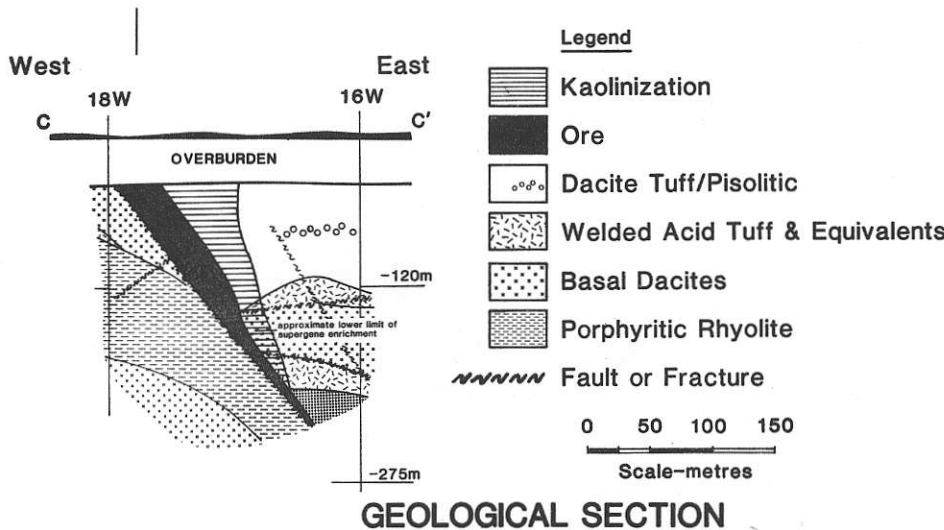 West
East
18W
16W
C
C'
OVERBURDEN
-120m
approximate lower limit of
supergene enrichment
-275m
Legend
Kaolinization
Ore
Dacite Tuff/Pisolitic
Welded Acid Tuff & Equivalents
Basal Dacites
Porphyritic Rhyolite
Fault or Fracture
0 50 100 150
Scale-metres
GEOLOGICAL SECTION